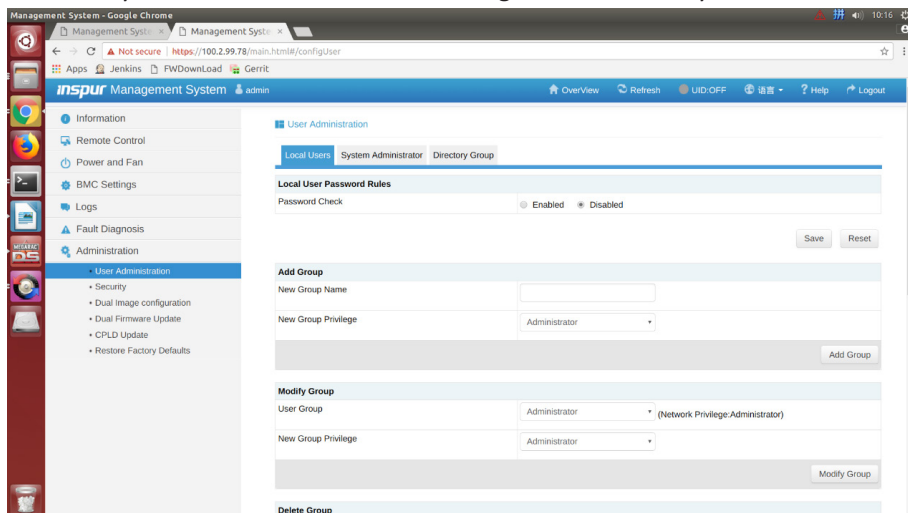 Management System - Google Chrome
拼
10:16
Management Syste
Management Syste
Not secure
https://100.2.99.78/main.html#/configUser
Apps
Jenkins
FWDownLoad
Gerrit
inspur Management System
admin
OverView
Refresh
UID:OFF
语言
? Help
Logout
Information
Remote Control
Power and Fan
BMC Settings
Logs
Fault Diagnosis
Administration
• User Administration
• Security
• Dual Image configuration
• Dual Firmware Update
• CPLD Update
• Restore Factory Defaults
User Administration
Local Users
System Administrator
Directory Group
Local User Password Rules
Password Check
Enabled
Disabled
Save
Reset
Add Group
New Group Name
New Group Privilege
Administrator
Add Group
Modify Group
User Group
Administrator
(Network Privilege:Administrator)
New Group Privilege
Administrator
Modify Group
Delete Group
MEGARAC
DS